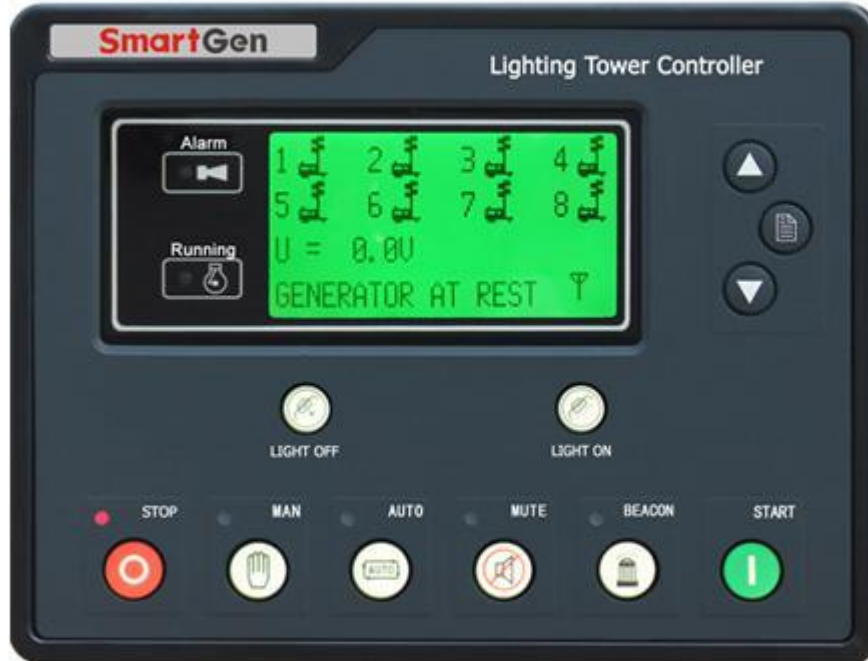 SmartGen
Lighting Tower Controller
Alarm
1 2 3 4
5 6 7 8
Running
U = 0.0V
GENERATOR AT REST
LIGHT OFF
LIGHT ON
STOP
MAN
AUTO
MUTE
BEACON
START
AUTO